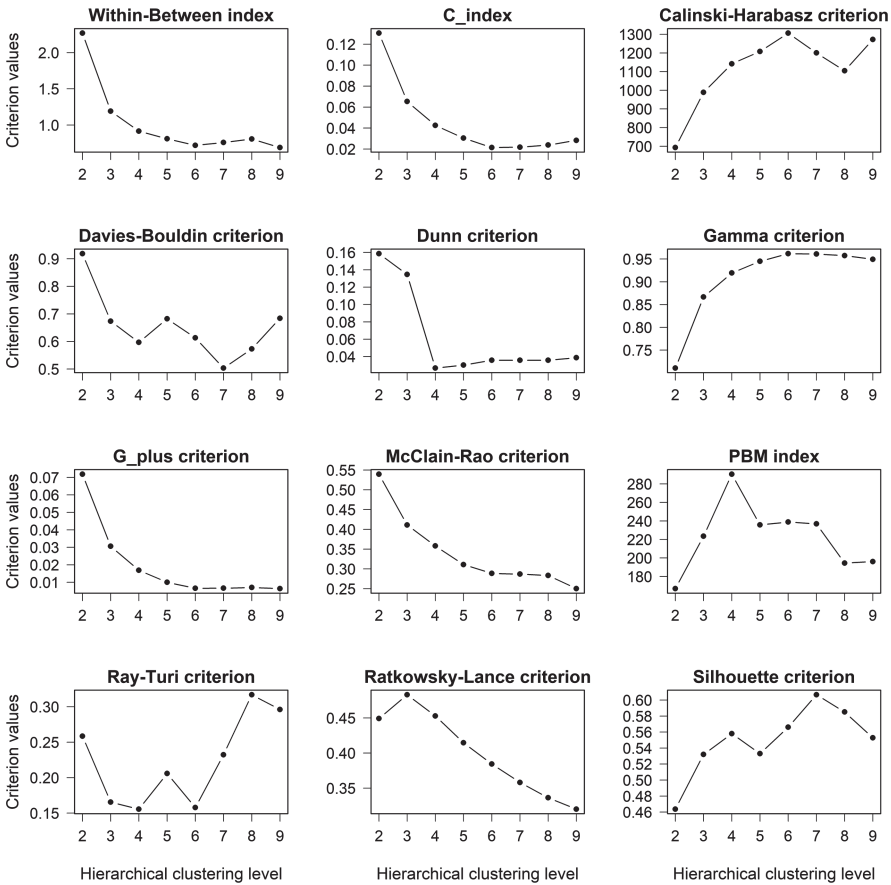 Within-Between index
C_index
Calinski-Harabasz criterion
Criterion values
2.0
1.5
1.0
2 3 4 5 6 7 8 9
0.12
0.10
0.08
0.06
0.04
0.02
2 3 4 5 6 7 8 9
1300
1200
1100
1000
900
800
700
2 3 4 5 6 7 8 9
Davies-Bouldin criterion
Dunn criterion
Gamma criterion
Criterion values
0.9
0.8
0.7
0.6
0.5
2 3 4 5 6 7 8 9
0.16
0.14
0.12
0.10
0.08
0.06
0.04
2 3 4 5 6 7 8 9
0.95
0.90
0.85
0.80
0.75
2 3 4 5 6 7 8 9
G_plus criterion
McClain-Rao criterion
PBM index
Criterion values
0.07
0.06
0.05
0.04
0.03
0.02
0.01
2 3 4 5 6 7 8 9
0.55
0.50
0.45
0.40
0.35
0.30
0.25
2 3 4 5 6 7 8 9
280
260
240
220
200
180
2 3 4 5 6 7 8 9
Ray-Turi criterion
Ratkowsky-Lance criterion
Silhouette criterion
Criterion values
0.30
0.25
0.20
0.15
2 3 4 5 6 7 8 9
0.45
0.40
0.35
2 3 4 5 6 7 8 9
0.60
0.58
0.56
0.54
0.52
0.50
0.48
0.46
2 3 4 5 6 7 8 9
Hierarchical clustering level
Hierarchical clustering level
Hierarchical clustering level